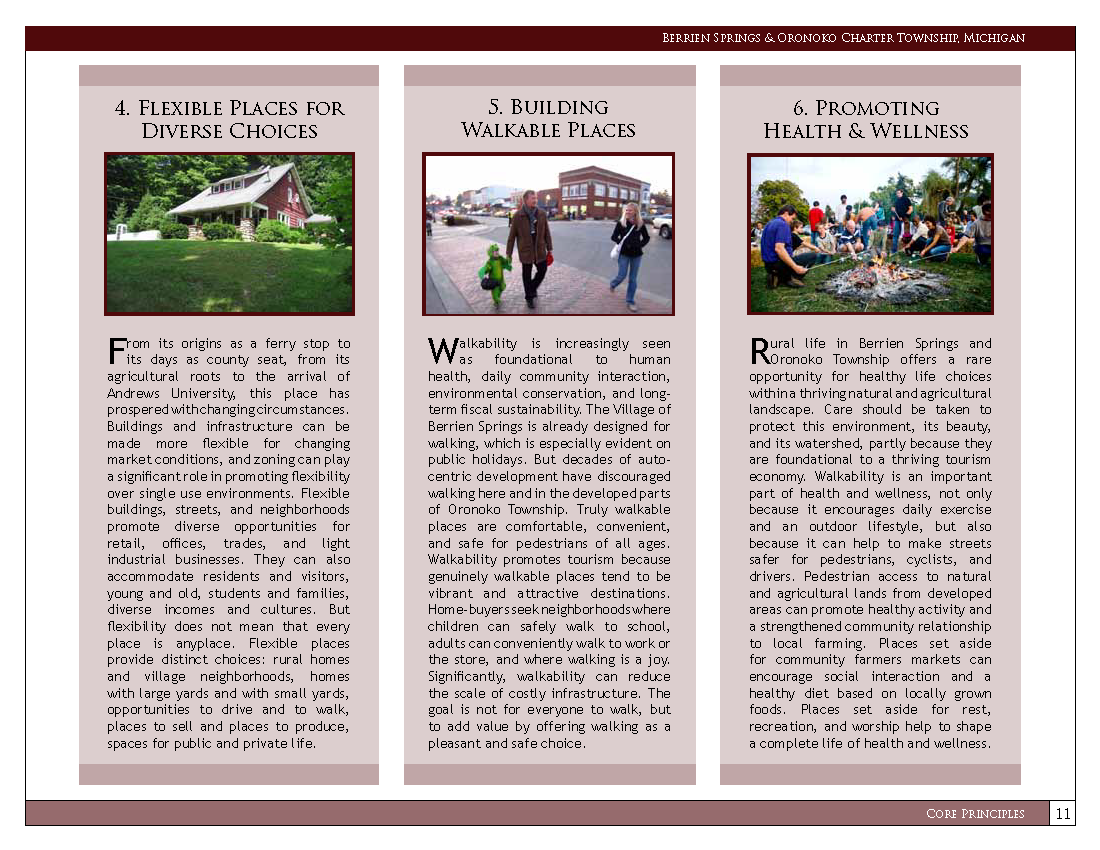 Berrien Springs & Oronoko Charter Township, Michigan
4. Flexible Places for
Diverse Choices
From its origins as a ferry stop to
its days as county seat, from its
agricultural roots to the arrival of
Andrews University, this place has
prospered with changing circumstances.
Buildings and infrastructure can be
made more flexible for changing
market conditions, and zoning can play
a significant role in promoting flexibility
over single use environments. Flexible
buildings, streets, and neighborhoods
promote diverse opportunities for
retail, offices, trades, and light
industrial businesses. They can also
accommodate residents and visitors,
young and old, students and families,
diverse incomes and cultures. But
flexibility does not mean that every
place is anyplace. Flexible places
provide distinct choices: rural homes
and village neighborhoods, homes
with large yards and with small yards,
opportunities to drive and to walk,
places to sell and places to produce,
spaces for public and private life.
5. Building
Walkable Places
Walkability is increasingly seen
as foundational to human
health, daily community interaction,
environmental conservation, and long-
term fiscal sustainability. The Village of
Berrien Springs is already designed for
walking, which is especially evident on
public holidays. But decades of auto-
centric development have discouraged
walking here and in the developed parts
of Oronoko Township. Truly walkable
places are comfortable, convenient,
and safe for pedestrians of all ages.
Walkability promotes tourism because
genuinely walkable places tend to be
vibrant and attractive destinations.
Home-buyers seek neighborhoods where
children can safely walk to school,
adults can conveniently walk to work or
the store, and where walking is a joy.
Significantly, walkability can reduce
the scale of costly infrastructure. The
goal is not for everyone to walk, but
to add value by offering walking as a
pleasant and safe choice.
6. Promoting
Health & Wellness
Rural life in Berrien Springs and
Oronoko Township offers a rare
opportunity for healthy life choices
within a thriving natural and agricultural
landscape. Care should be taken to
protect this environment, its beauty,
and its watershed, partly because they
are foundational to a thriving tourism
economy. Walkability is an important
part of health and wellness, not only
because it encourages daily exercise
and an outdoor lifestyle, but also
because it can help to make streets
safer for pedestrians, cyclists, and
drivers. Pedestrian access to natural
and agricultural lands from developed
areas can promote healthy activity and
a strengthened community relationship
to local farming. Places set aside
for community farmers markets can
encourage social interaction and a
healthy diet based on locally grown
foods. Places set aside for rest,
recreation, and worship help to shape
a complete life of health and wellness.
Core Principles
11